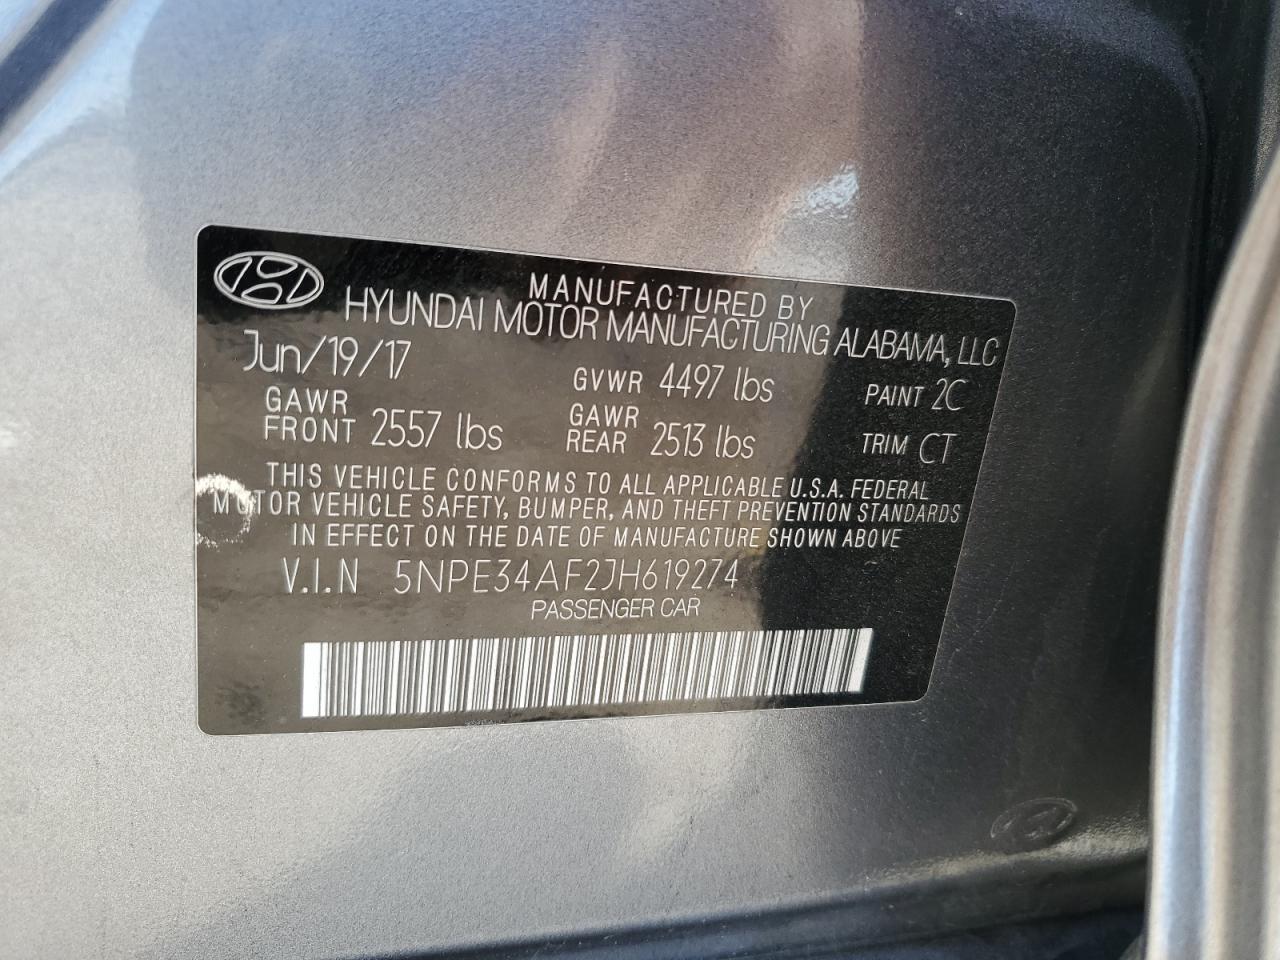 MANUFACTURED BY
HYUNDAI MOTOR MANUFACTURING ALABAMA, LLC
Jun/19/17
GVWR 4497 lbs
PAINT 2C
GAWR FRONT 2557 lbs
GAWR REAR 2513 lbs
TRIM CT
THIS VEHICLE CONFORMS TO ALL APPLICABLE U.S.A. FEDERAL
MOTOR VEHICLE SAFETY, BUMPER, AND THEFT PREVENTION STANDARDS
IN EFFECT ON THE DATE OF MANUFACTURE SHOWN ABOVE
V.I.N 5NPE34AF2JH619274
PASSENGER CAR